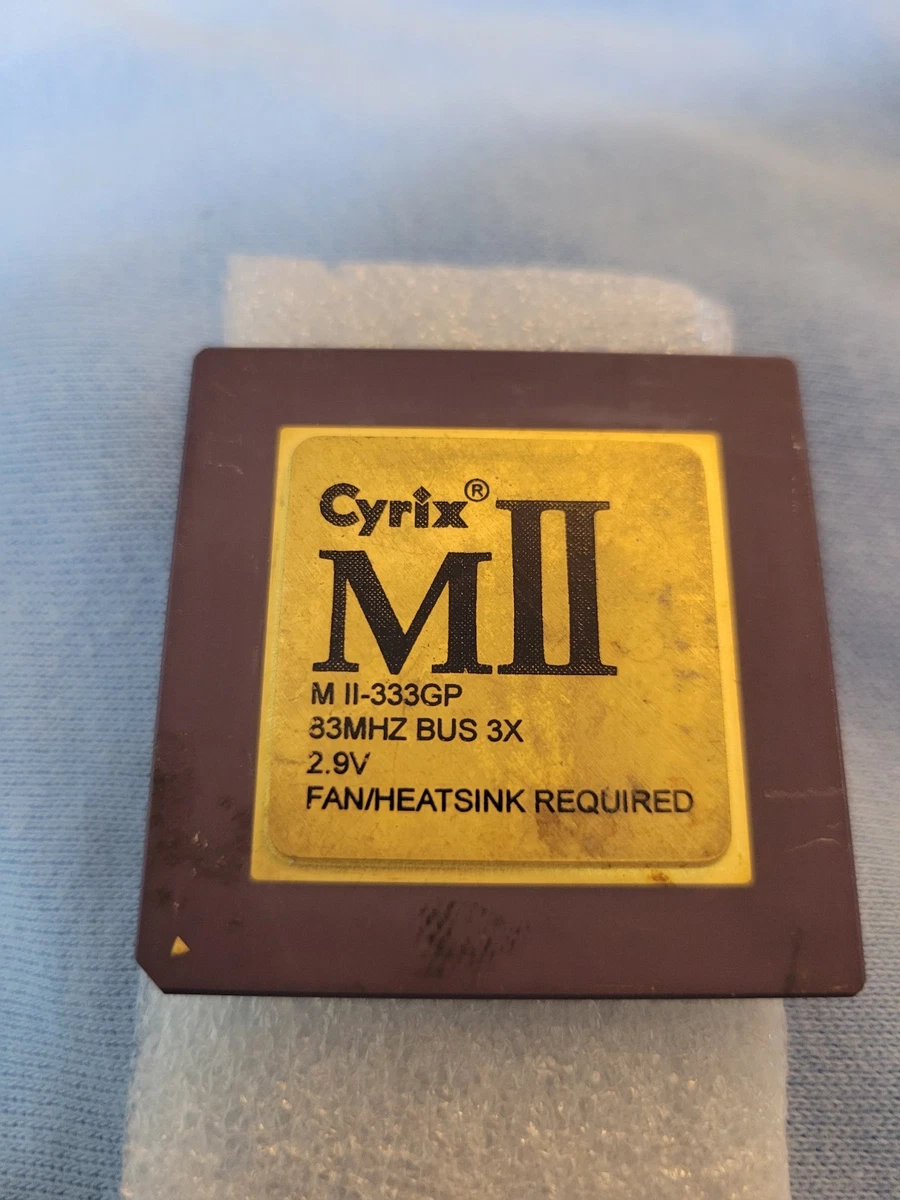 Cyrix®
MII
M II-333GP
83MHZ BUS 3X
2.9V
FAN/HEATSINK REQUIRED